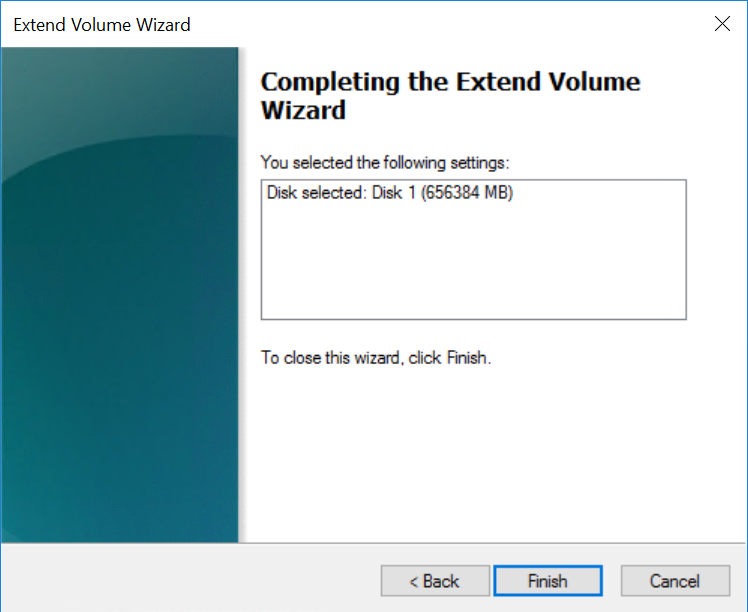 Extend Volume Wizard
Completing the Extend Volume
Wizard
You selected the following settings:
Disk selected: Disk 1 (656384 MB)
To close this wizard, click Finish.
< Back
Finish
Cancel